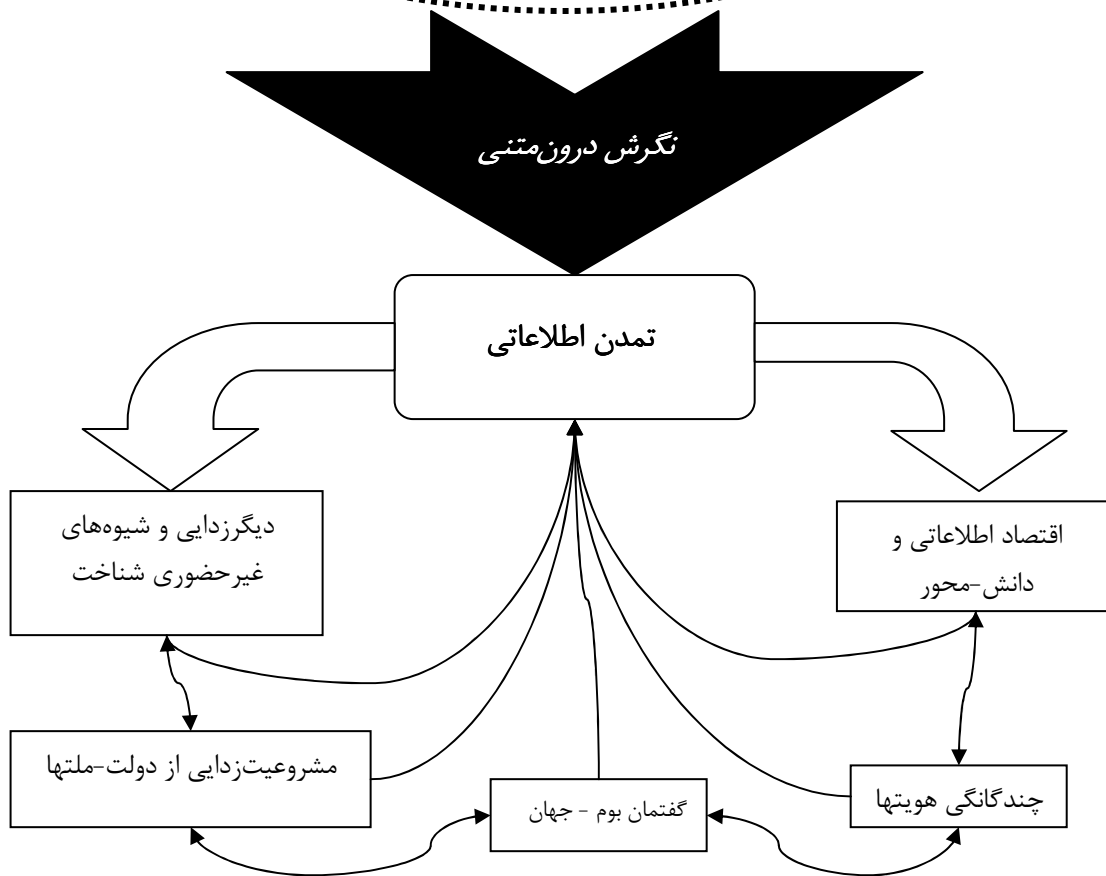 نگرش درون‌متنی
تمدن اطلاعاتی
اقتصاد اطلاعاتی و
دانش-محور
دیگرزدایی و شیوه‌های
غیرحضوری شناخت
چندگانگی هویتها
گفتمان بوم - جهان
مشروعیت‌زدایی از دولت-ملتها